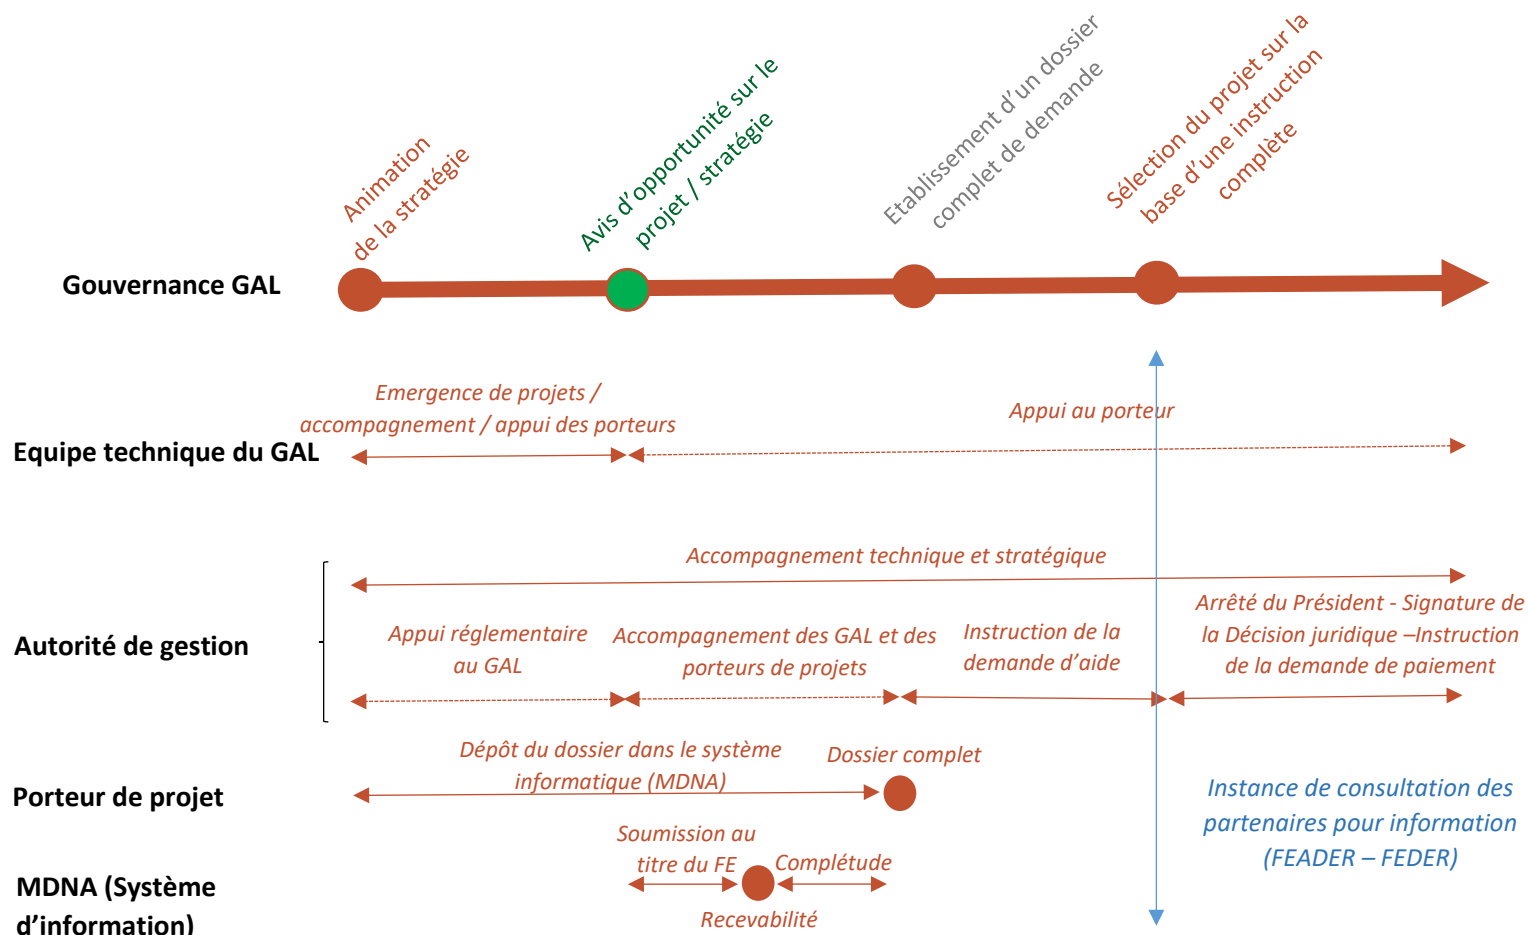 Animation
de la stratégie
Avis d'opportunité sur le
projet / stratégie
Etablissement d'un dossier
complet de demande
Sélection du projet sur la
base d'une instruction
complète
Gouvernance GAL
Emergence de projets /
accompagnement / appui des porteurs
Appui au porteur
Equipe technique du GAL
Accompagnement technique et stratégique
Autorité de gestion
Appui réglementaire
au GAL
Accompagnement des GAL et des
porteurs de projets
Instruction de la
demande d'aide
Arrêté du Président - Signature de
la Décision juridique –Instruction
de la demande de paiement
Dépôt du dossier dans le système
informatique (MDNA)
Dossier complet
Porteur de projet
Instance de consultation des
partenaires pour information
(FEADER – FEDER)
Soumission au
titre du FE
Complétude
Recevabilité
MDNA (Système
d'information)